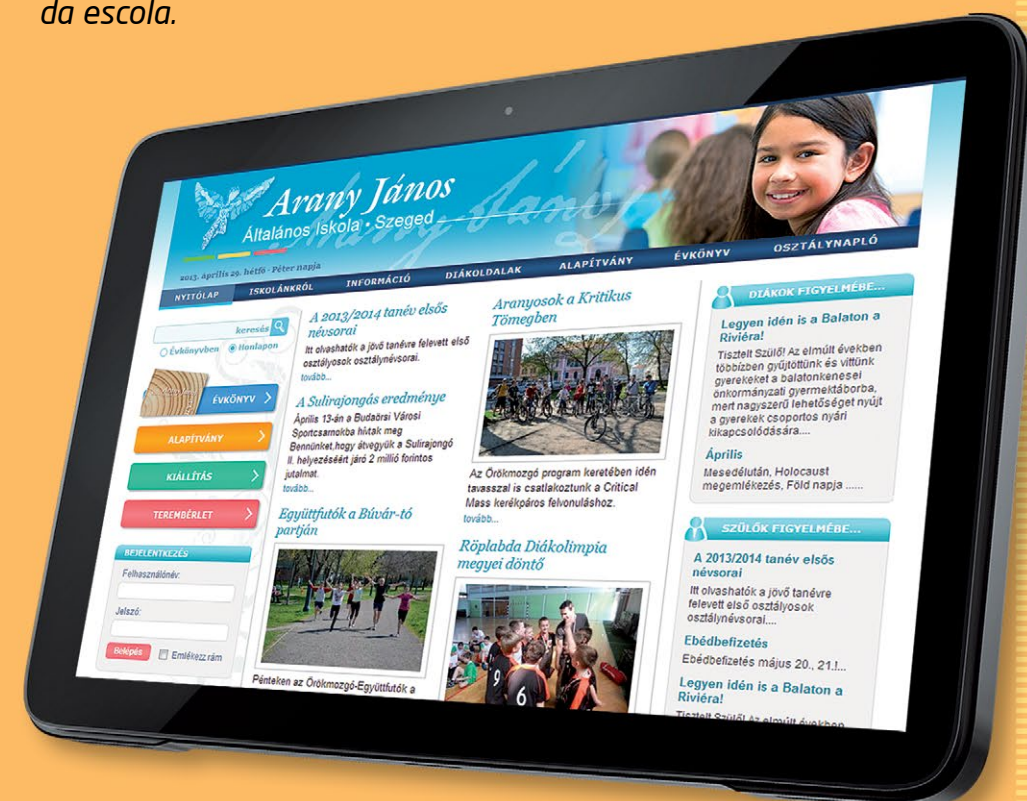 da escola.
Arany János
Általános Iskola • Szeged
2013. április 29. hétfő - Péter napja
NYITÓLAP ISKOLÁNKRÓL INFORMÁCIÓ DIÁKOLDALAK ALAPÍTVÁNY ÉVKÖNYV OSZTÁLYNAPLÓ
keresés
Évkönyvben Honlapon
ÉVKÖNYV
ALAPÍTVÁNY
KIÁLLÍTÁS
TEREMBÉRLET
BEJELENTKEZÉS
Felhasználónév:
Jelszó:
Belépés Emlékezz rám
A 2013/2014 tanév elsős
névsorai
Itt olvashatók a jövő tanévre felevett első
osztályosok osztálynévsorai.
tovább...
A Sulirajongás eredménye
Április 13-án a Budaörsi Városi
Sportcsarnokba hívtak meg
Bennünket,hogy átvegyük a Sulirajongó
II. helyezéséért járó 2 millió forintos
jutalmat.
tovább...
Együttfutók a Búvár-tó
partján
Pénteken az Örökmozgó-Együttfutók a
Aranyosok a Kritikus
Tömegben
Az Örökmozgó program keretében idén
tavasszal is csatlakoztunk a Critical
Mass kerékpáros felvonuláshoz.
tovább...
Röplabda Diákolimpia
megyei döntő
9
6
DIÁKOK FIGYELMÉBE...
Legyen idén is a Balaton a
Riviéra!
Tisztelt Szülő! Az elmúlt években
többizben gyűjtöttünk és vittünk
gyerekeket a balatonkenesei
önkormányzati gyermektáborba,
mert nagyszerű lehetőséget nyújt
a gyerekek csoportos nyári
kikapcsolódására....
Április
Mesedélután, Holocaust
megemlékezés, Föld napja ......
SZÜLŐK FIGYELMÉBE...
A 2013/2014 tanév elsős
névsorai
Itt olvashatók a jövő tanévre
felevett első osztályosok
osztálynévsorai....
Ebédbefizetés
Ebédbefizetés május 20., 21.!...
Legyen idén is a Balaton a
Riviéra!
Tisztelt Szülő! Az elmúlt években